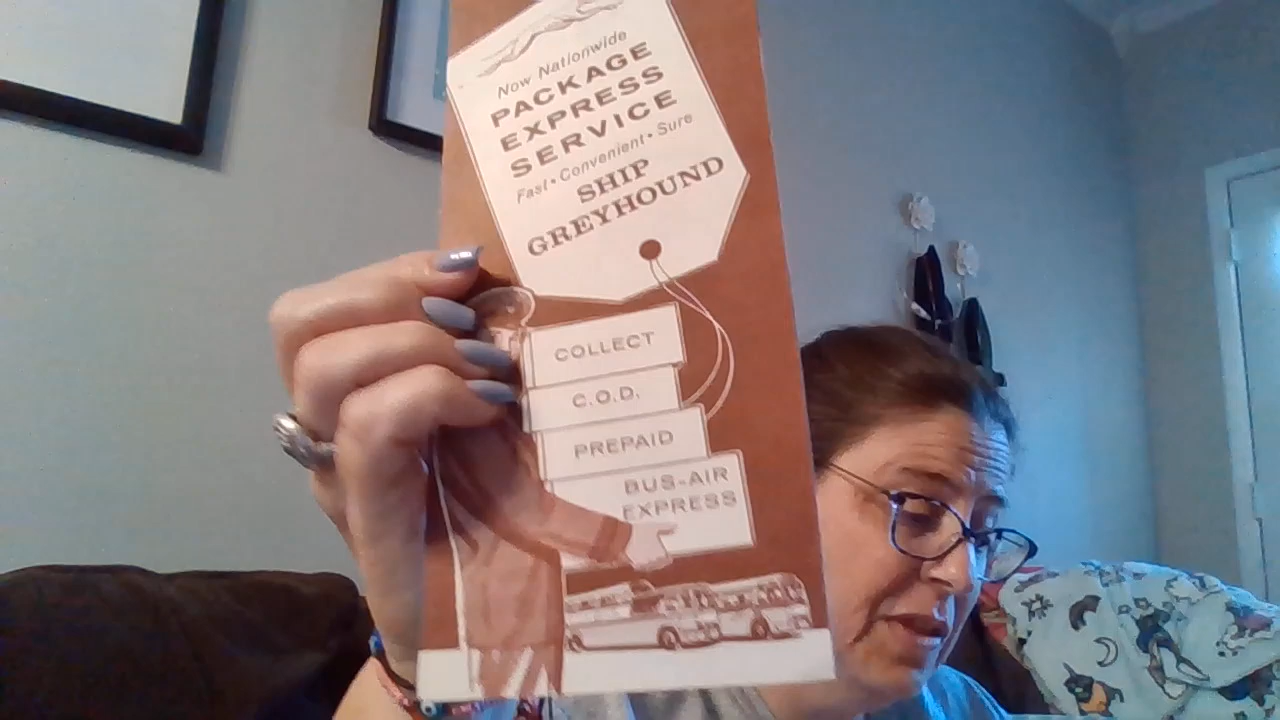 Now Nationwide
PACKAGE
EXPRESS
SERVICE
Fast • Convenient • Sure
SHIP
GREYHOUND
COLLECT
C.O.D.
PREPAID
BUS-AIR
EXPRESS